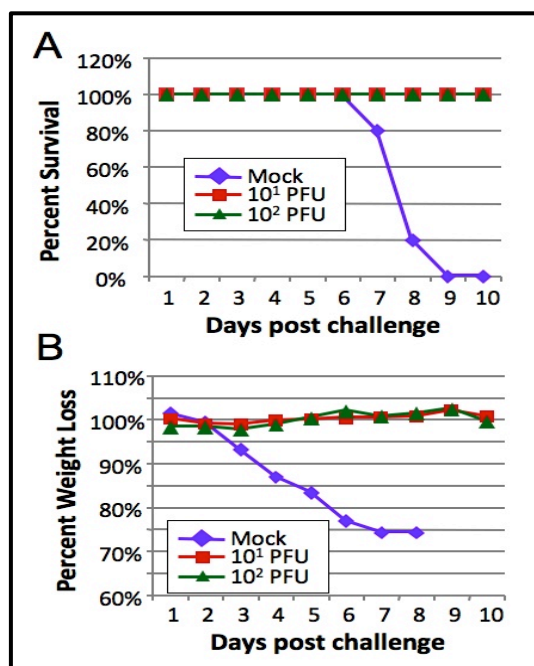 A
120%
100%
80%
60%
40%
20%
0%
Percent Survival
Mock
10¹ PFU
10² PFU
1 2 3 4 5 6 7 8 9 10
Days post challenge
B
110%
100%
90%
80%
70%
60%
Percent Weight Loss
Mock
10¹ PFU
10² PFU
1 2 3 4 5 6 7 8 9 10
Days post challenge